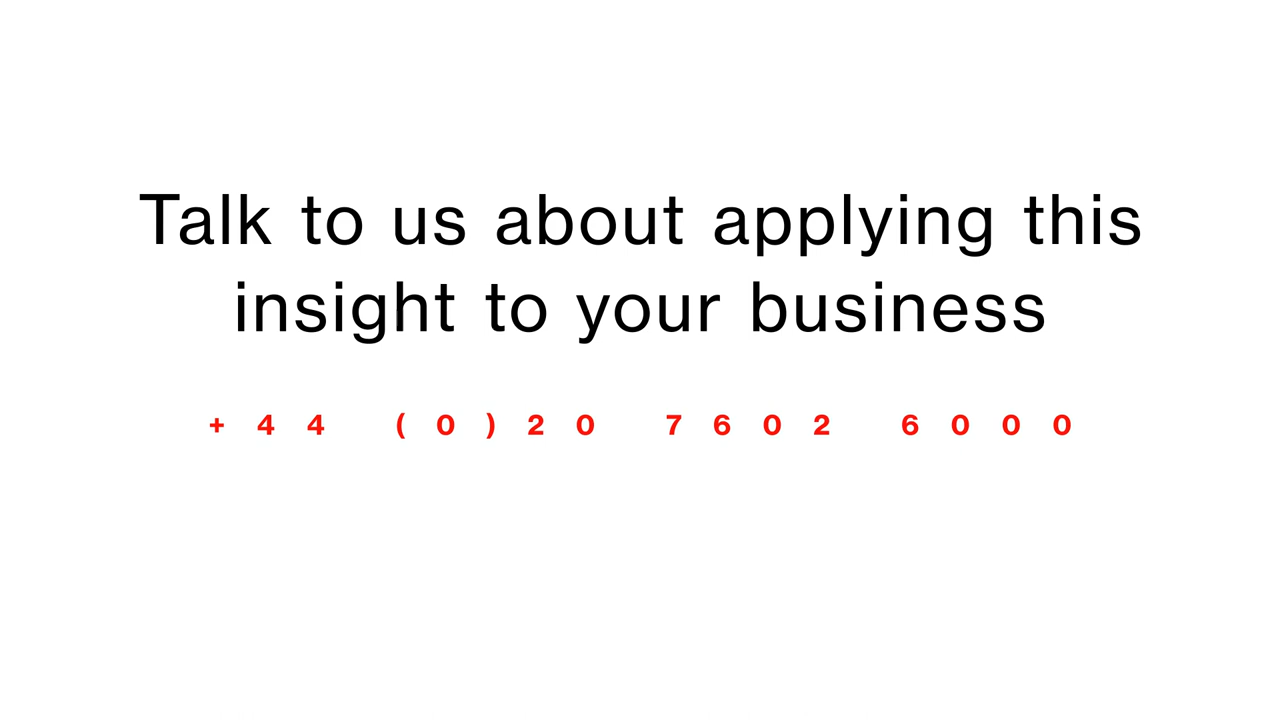 Talk to us about applying this
insight to your business
+44 (0)20 7602 6000